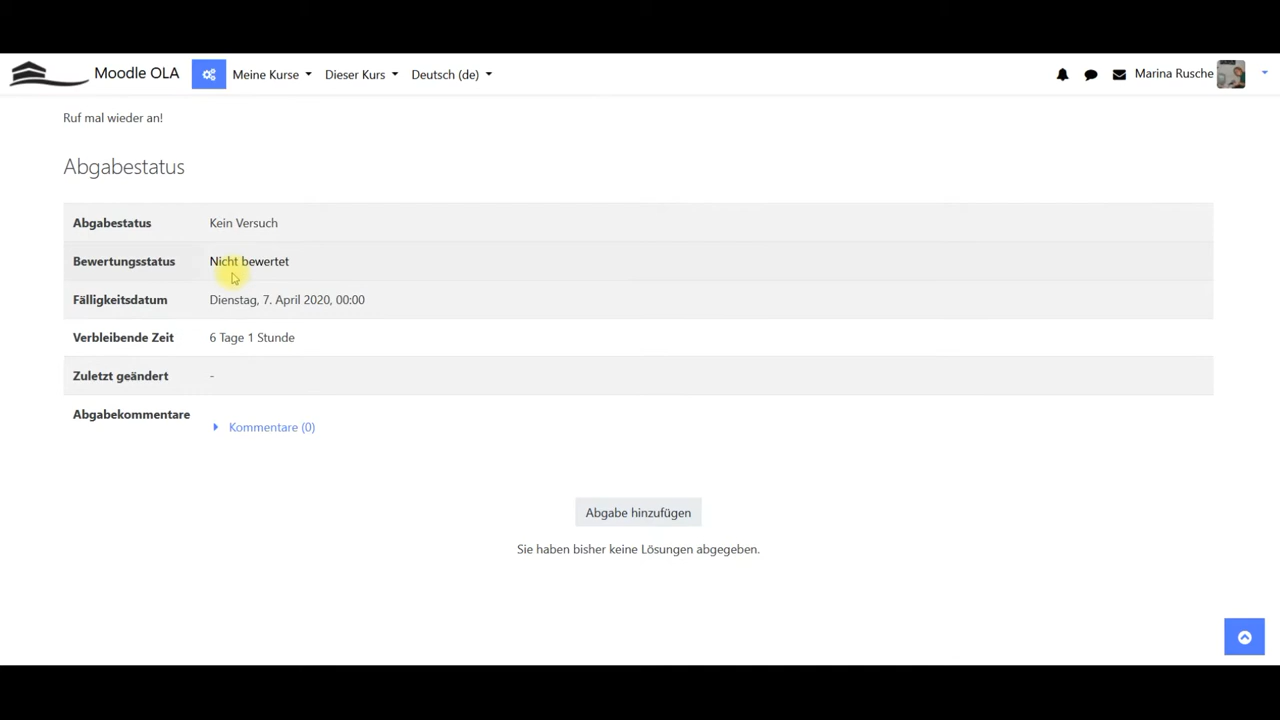 Moodle OLA Meine Kurse Dieser Kurs Deutsch (de) Marina Rusche
Ruf mal wieder an!
Abgabestatus
Abgabestatus Kein Versuch
Bewertungsstatus Nicht bewertet
Fälligkeitsdatum Dienstag, 7. April 2020, 00:00
Verbleibende Zeit 6 Tage 1 Stunde
Zuletzt geändert -
Abgabekommentare
Kommentare (0)
Abgabe hinzufügen
Sie haben bisher keine Lösungen abgegeben.